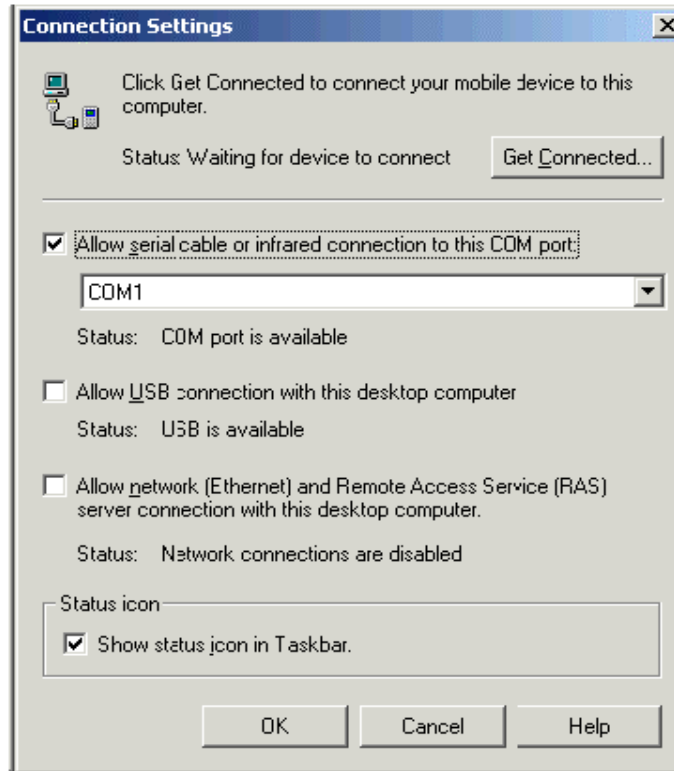 Connection Settings
Click Get Connected to connect your mobile device to this
computer.
Status: Waiting for device to connect
Get Connected...
Allow serial cable or infrared connection to this COM port:
COM1
Status: COM port is available
Allow USB connection with this desktop computer
Status: USB is available
Allow network (Ethernet) and Remote Access Service (RAS)
server connection with this desktop computer.
Status: Network connections are disabled
Status icon
Show status icon in Taskbar.
OK Cancel Help